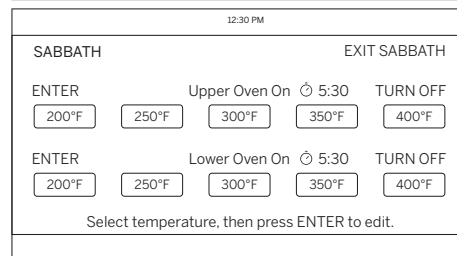 12:30 PM
SABBATH EXIT SABBATH
ENTER Upper Oven On 5:30 TURN OFF
200°F 250°F 300°F 350°F 400°F
ENTER Lower Oven On 5:30 TURN OFF
200°F 250°F 300°F 350°F 400°F
Select temperature, then press ENTER to edit.